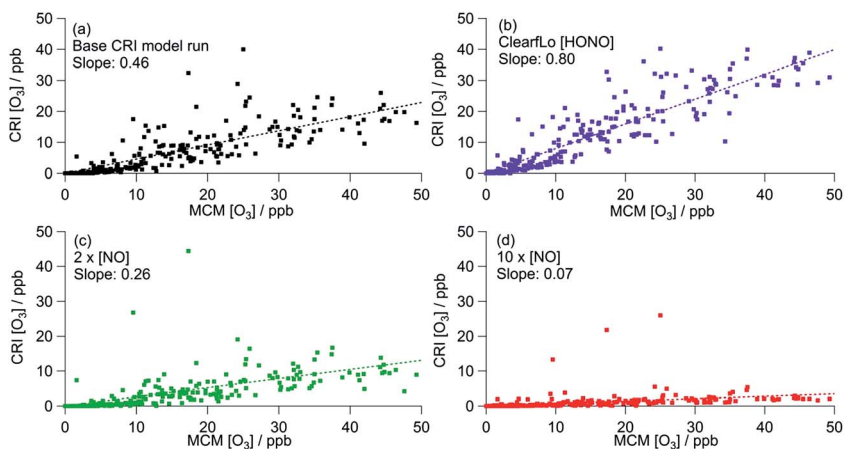 (a)
Base CRI model run
Slope: 0.46
CRI [O₃] / ppb
50
40
30
20
10
0
0 10 20 30 40 50
MCM [O₃] / ppb
(b)
ClearfLo [HONO]
Slope: 0.80
CRI [O₃] / ppb
50
40
30
20
10
0
0 10 20 30 40 50
MCM [O₃] / ppb
(c)
2 x [NO]
Slope: 0.26
CRI [O₃] / ppb
50
40
30
20
10
0
0 10 20 30 40 50
MCM [O₃] / ppb
(d)
10 x [NO]
Slope: 0.07
CRI [O₃] / ppb
50
40
30
20
10
0
0 10 20 30 40 50
MCM [O₃] / ppb